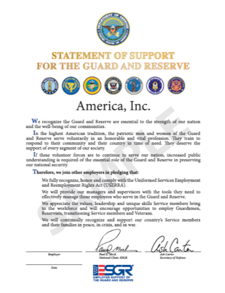 STATEMENT OF SUPPORT
FOR THE GUARD AND RESERVE
America, Inc.
We recognize the Guard and Reserve are essential to the strength of our nation
and the well being of our communities.
In the highest American tradition, the patriotic men and women of the Guard
and Reserve serve voluntarily in an honorable and vital profession. They train to
respond to their community and their country in time of need. They deserve the
support of every segment of our society.
If these volunteer forces are to continue to serve our nation, increased public
understanding is required of the essential role of the Guard and Reserve in preserving
our national security.
Therefore, we join other employers in pledging that:
We fully recognize, honor and comply with the Uniformed Services Employment
and Reemployment Rights Act (USERRA).
We will provide our managers and supervisors with the tools they need to
effectively manage those employees who serve in the Guard and Reserve.
We appreciate the values, leadership and unique skills Service members bring
to the workforce and will encourage opportunities to employ Guardsmen,
Reservists, transitioning Service members and Veterans.
We will continually recognize and support our country's Service members
and their families in peace, in crisis, and in war.
Employer
Secretary of Defense
Date
ESGR
EMPLOYER SUPPORT OF
THE GUARD AND RESERVE